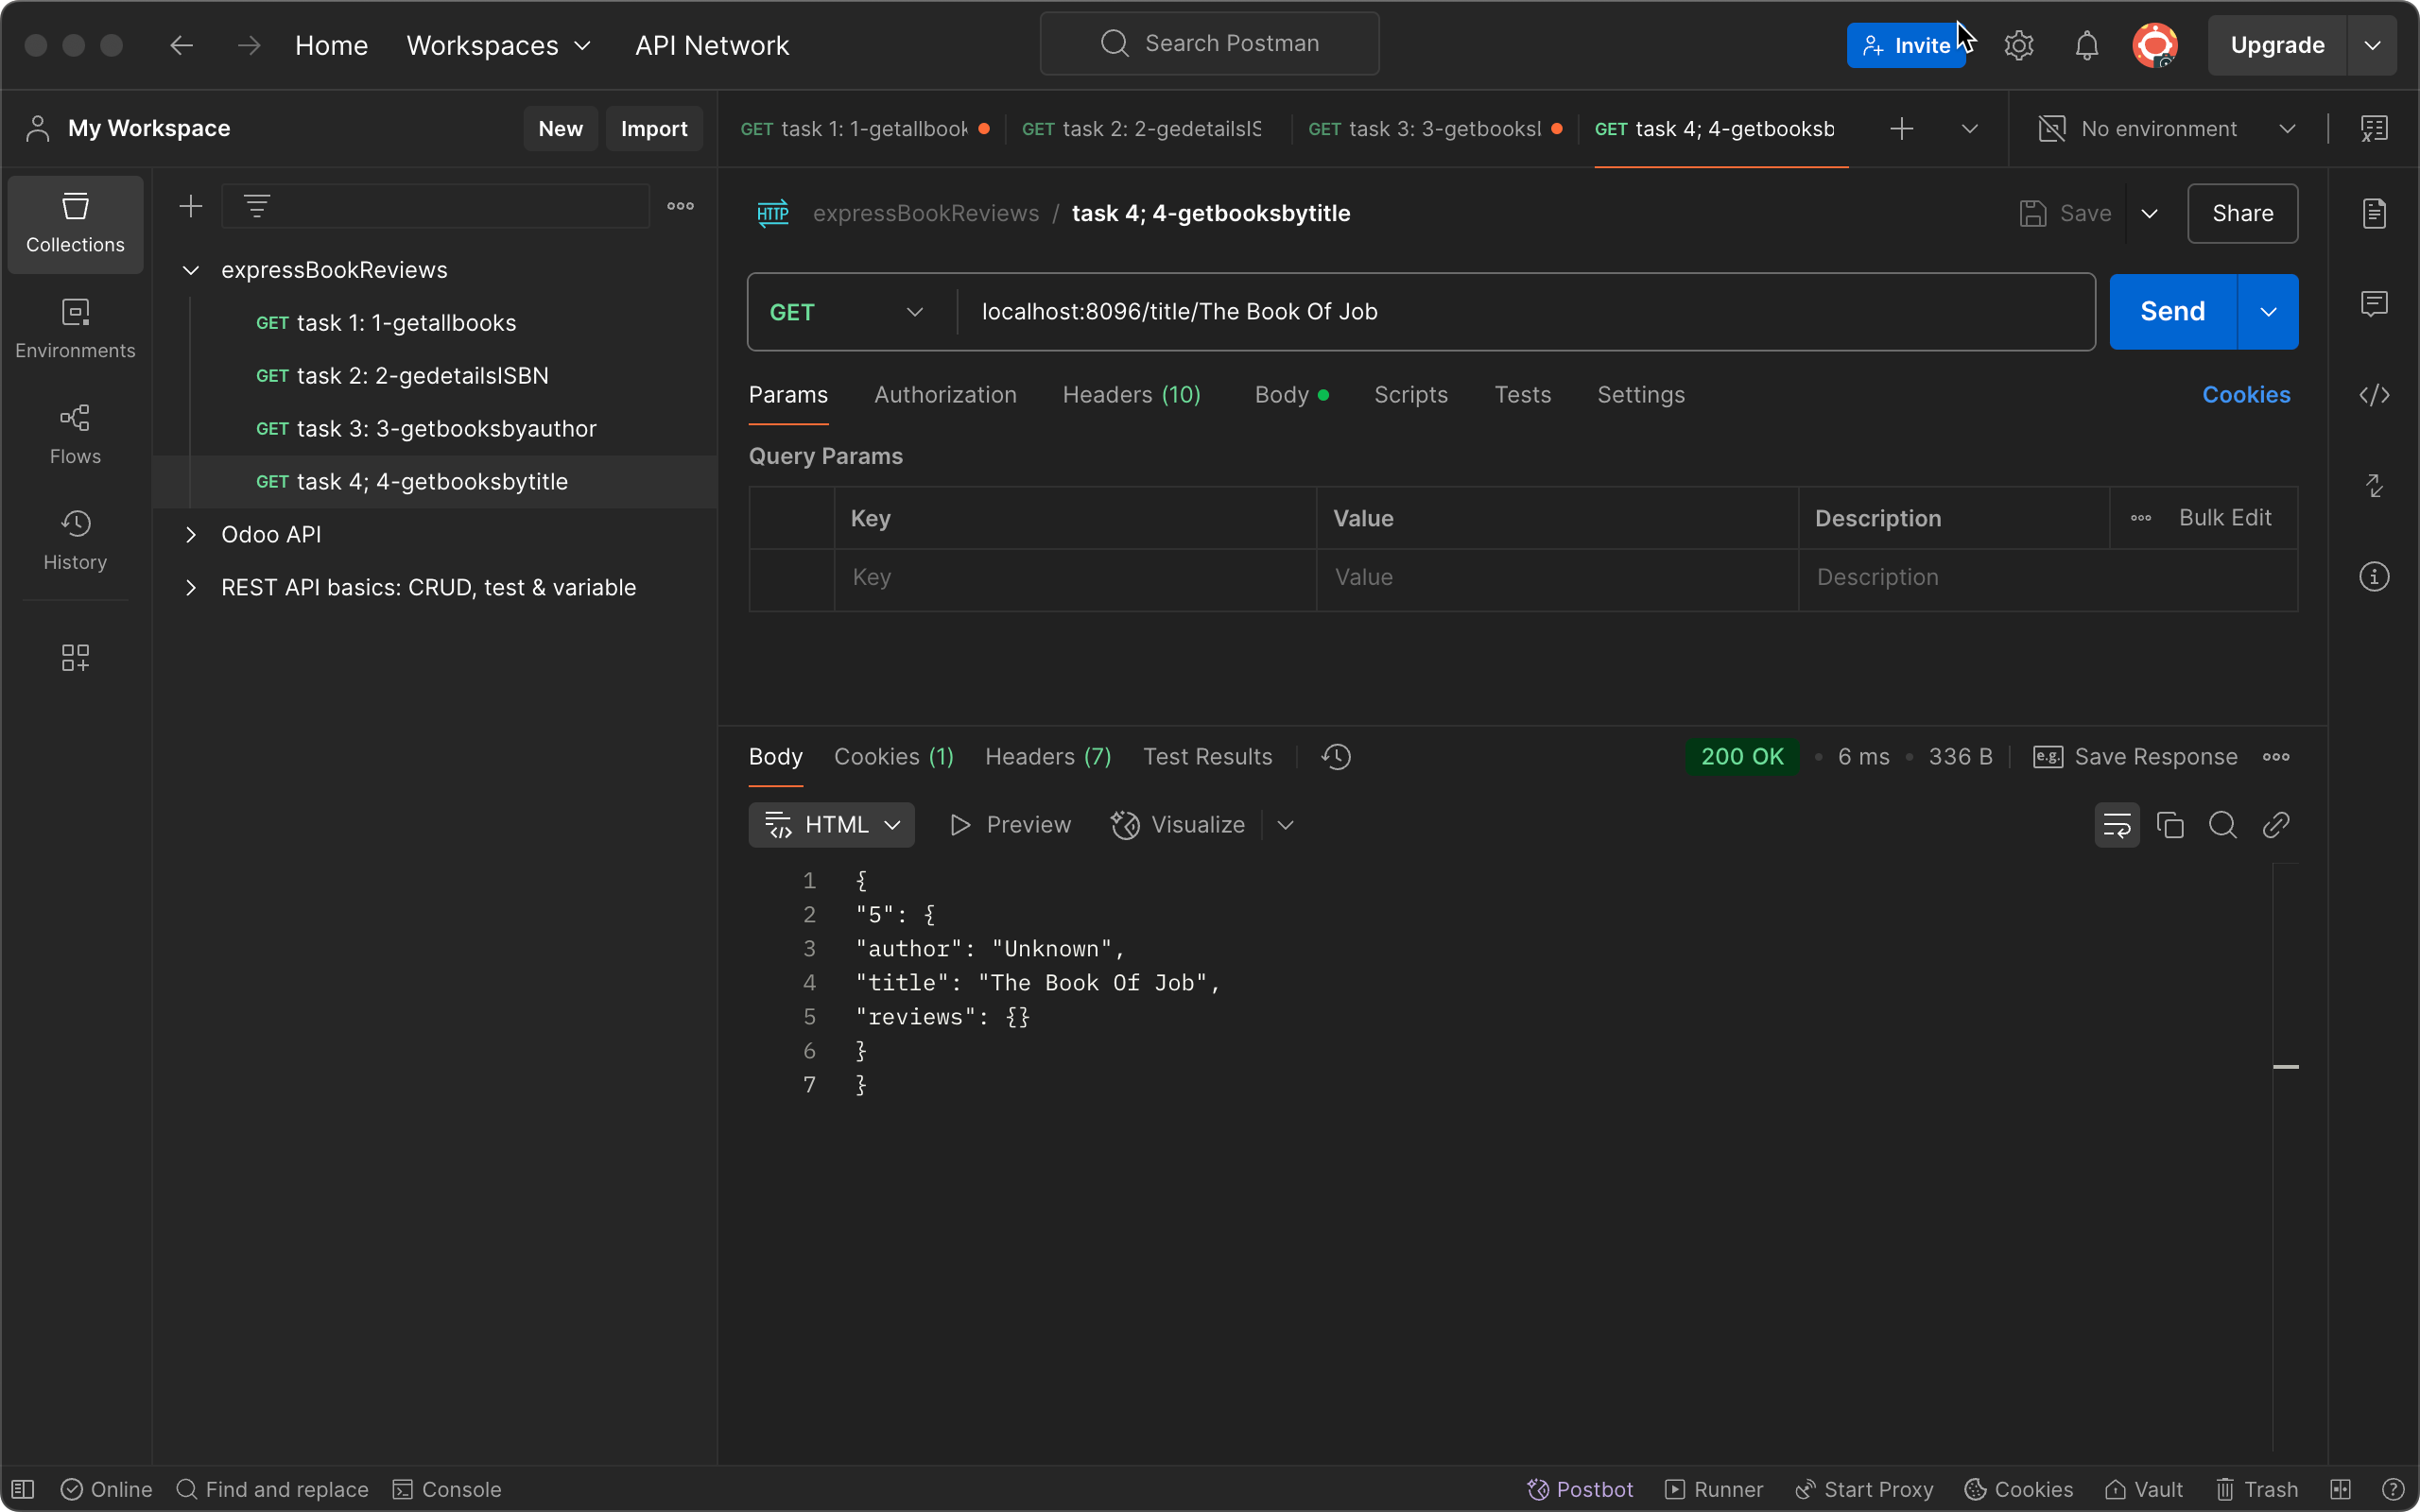 Home Workspaces API Network Search Postman Invite Upgrade
My Workspace New Import GET task 1: 1-getallbook GET task 2: 2-gedetailsIS GET task 3: 3-getbooksl GET task 4; 4-getbooksb No environment
Collections
Environments
Flows
History
expressBookReviews
GET task 1: 1-getallbooks
GET task 2: 2-gedetailsISBN
GET task 3: 3-getbooksbyauthor
GET task 4; 4-getbooksbytitle
Odoo API
REST API basics: CRUD, test & variable
HTTP expressBookReviews / task 4; 4-getbooksbytitle Save Share
GET localhost:8096/title/The Book Of Job Send
Params Authorization Headers (10) Body Scripts Tests Settings Cookies
Query Params
Key Value Description Bulk Edit
Key Value Description
Body Cookies (1) Headers (7) Test Results 200 OK • 6 ms • 336 B e.g. Save Response
HTML Preview Visualize
1 {
2 "5": {
3 "author": "Unknown",
4 "title": "The Book Of Job",
5 "reviews": {}
6 }
7 }
Online Find and replace Console Postbot Runner Start Proxy Cookies Vault Trash